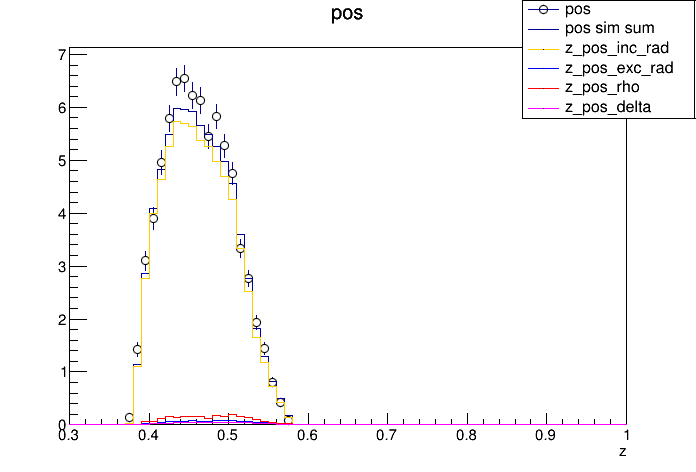 pos
pos
pos sim sum
z_pos_inc_rad
z_pos_exc_rad
z_pos_rho
z_pos_delta
7
6
5
4
3
2
1
0
0.3 0.4 0.5 0.6 0.7 0.8 0.9 1
z